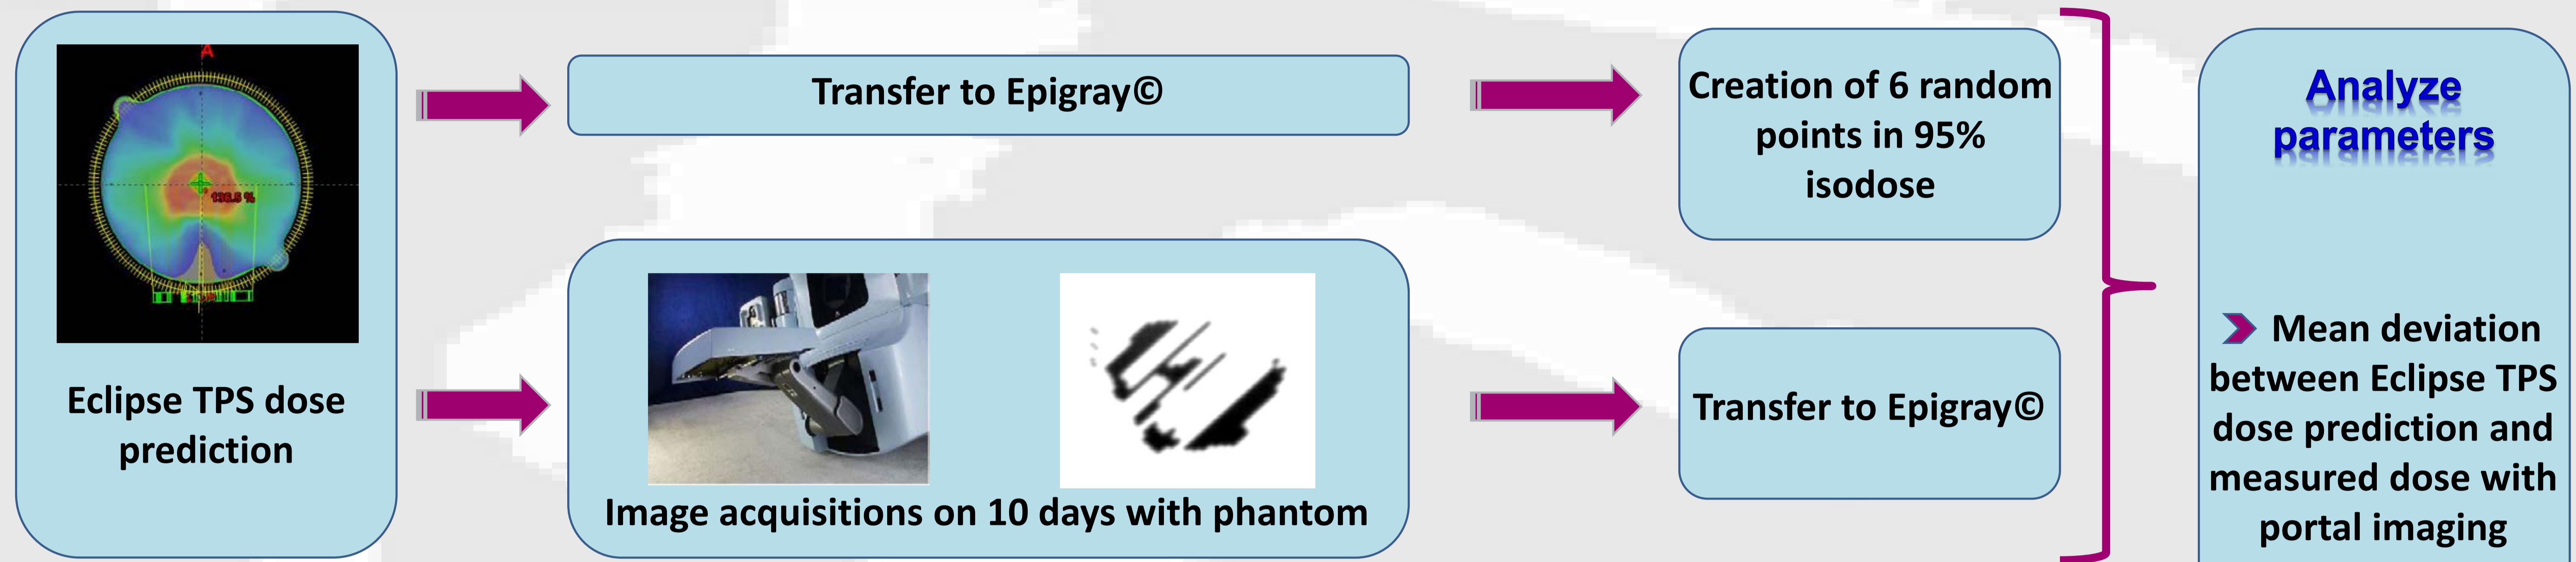 A
136.5 %
Eclipse TPS dose
prediction
Transfer to Epigray©
Image acquisitions on 10 days with phantom
Creation of 6 random
points in 95%
isodose
Transfer to Epigray©
Analyze
parameters
Mean deviation
between Eclipse TPS
dose prediction and
measured dose with
portal imaging